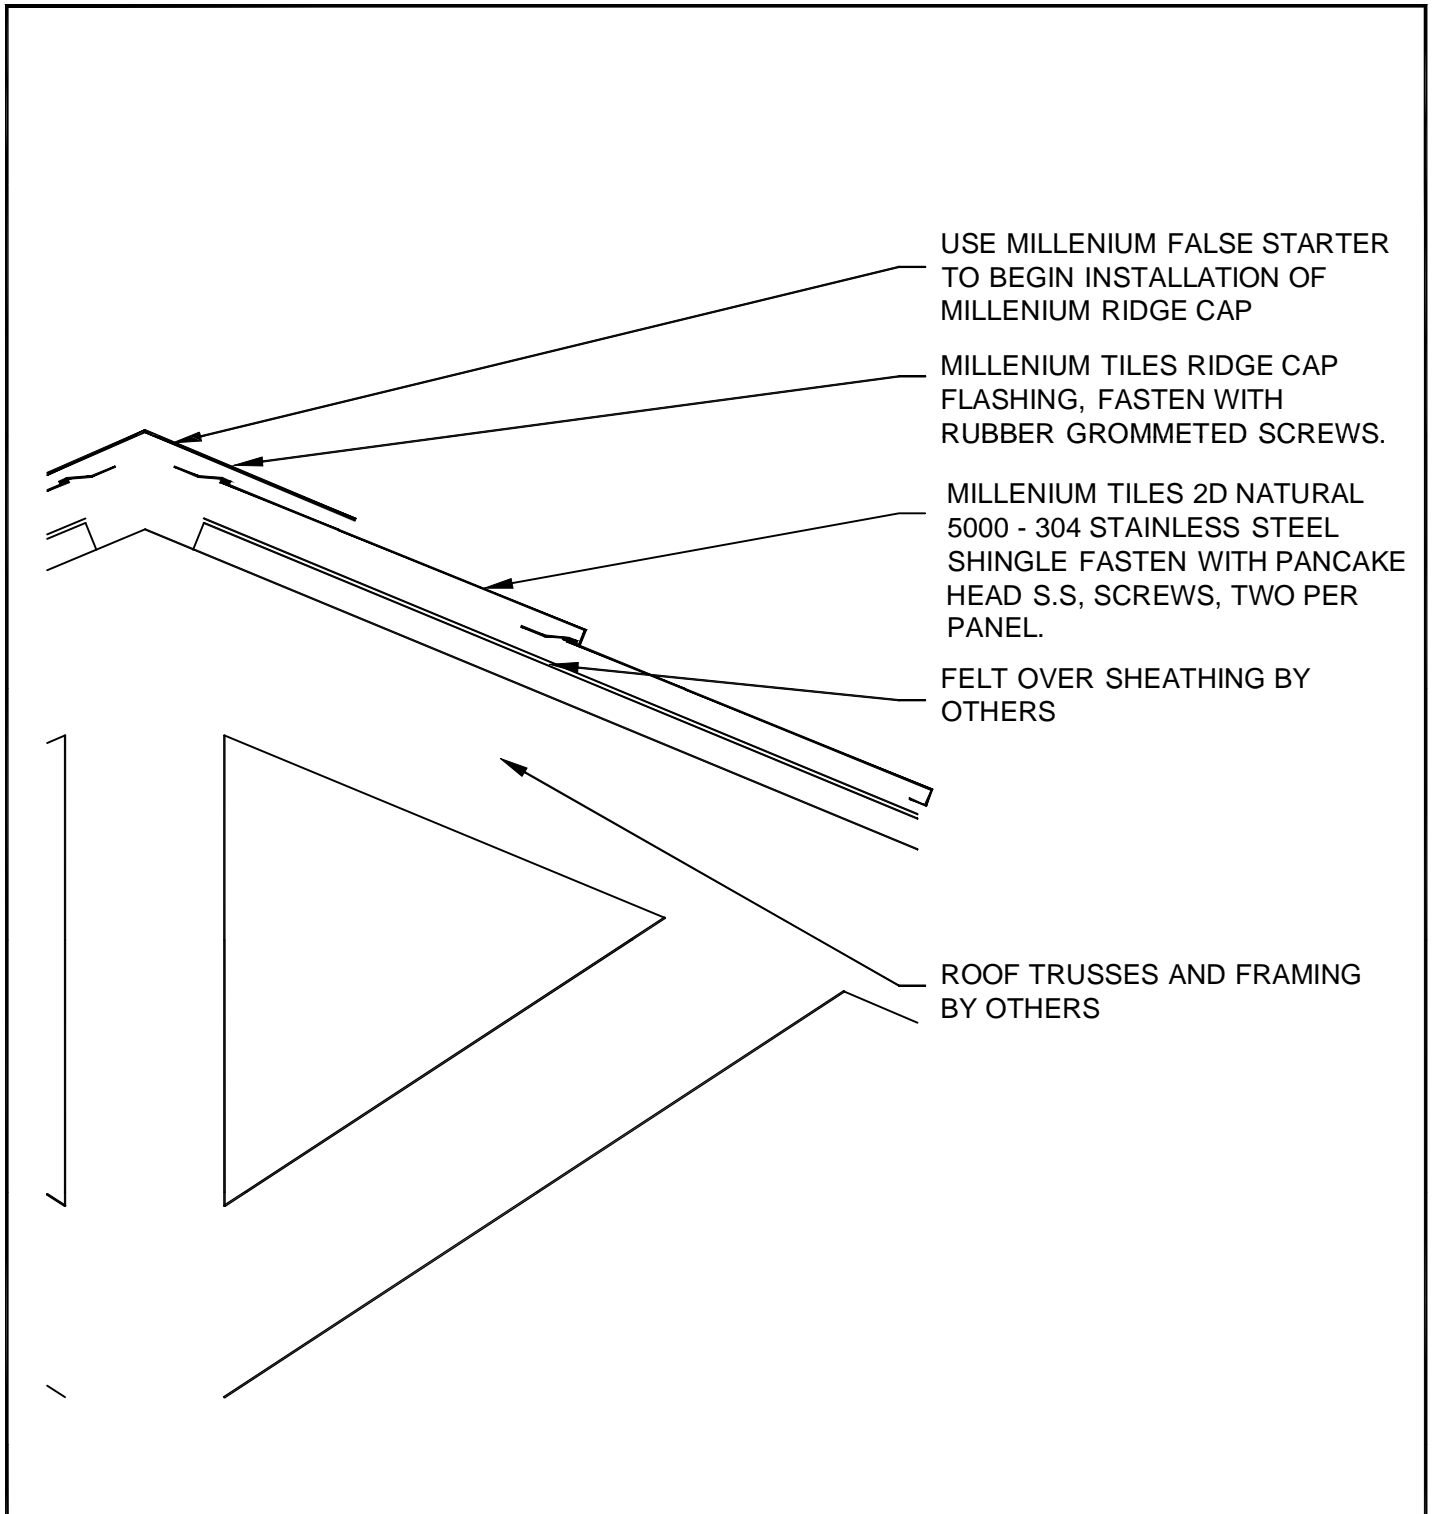 USE MILLENIUM FALSE STARTER
TO BEGIN INSTALLATION OF
MILLENIUM RIDGE CAP
MILLENIUM TILES RIDGE CAP
FLASHING, FASTEN WITH
RUBBER GROMMETED SCREWS.
MILLENIUM TILES 2D NATURAL
5000 - 304 STAINLESS STEEL
SHINGLE FASTEN WITH PANCAKE
HEAD S.S, SCREWS, TWO PER
PANEL.
FELT OVER SHEATHING BY
OTHERS
ROOF TRUSSES AND FRAMING
BY OTHERS